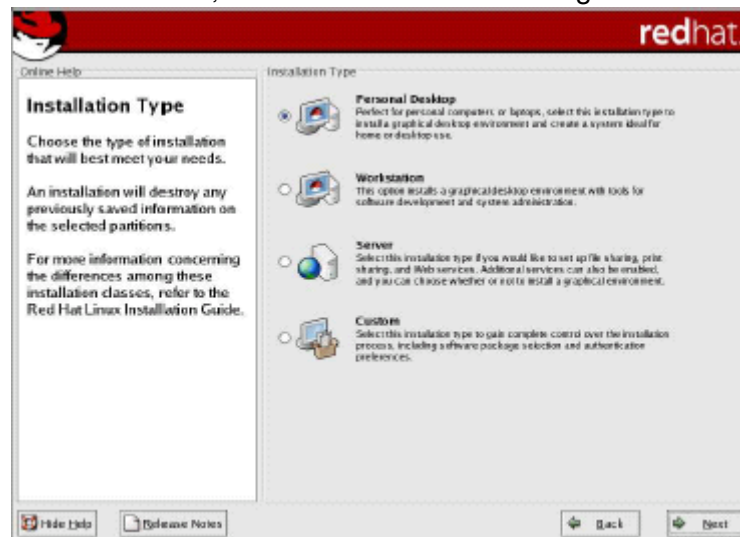 redhat.
Online Help
Installation Type
Choose the type of installation
that will best meet your needs.
An installation will destroy any
previously saved information on
the selected partitions.
For more information concerning
the differences among these
installation classes, refer to the
Red Hat Linux Installation Guide.
Installation Type
Personal Desktop
Perfect for personal computers or laptops, select this installation type to
install a graphical desktop environment and create a system ideal for
home or desktop use.
Workstation
This option installs a graphical desktop environment with tools for
software development and system administration.
Server
Select this installation type if you would like to set up file sharing, print
sharing, and Web services. Additional services can also be enabled,
and you can choose whether or not to install a graphical environment.
Custom
Select this installation type to gain complete control over the installation
process, including software package selection and authentication
preferences.
Hide Help
Release Notes
Back
Next